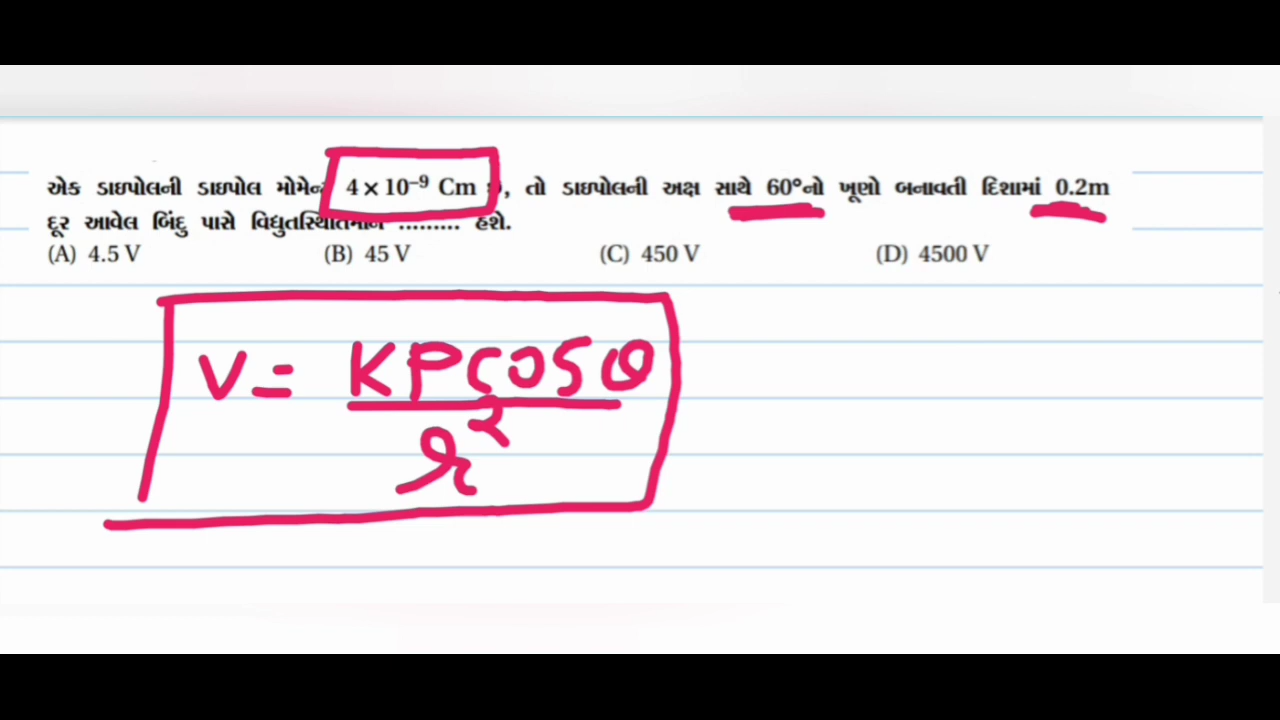 એક ડાઇપોલની ડાઇપોલ 4 × 10⁻⁹ Cm તો ડાઇપોલની અક્ષ સાથે 60°નો ખૂણો બનાવતી દિશામાં 0.2m
દૂર આવેલ બિંદુ પાસે વિદ્યુતસ્થિતિમાન ......... હશે.
(A) 4.5 V (B) 45 V (C) 450 V (D) 4500 V
V = KPcosθ
r²